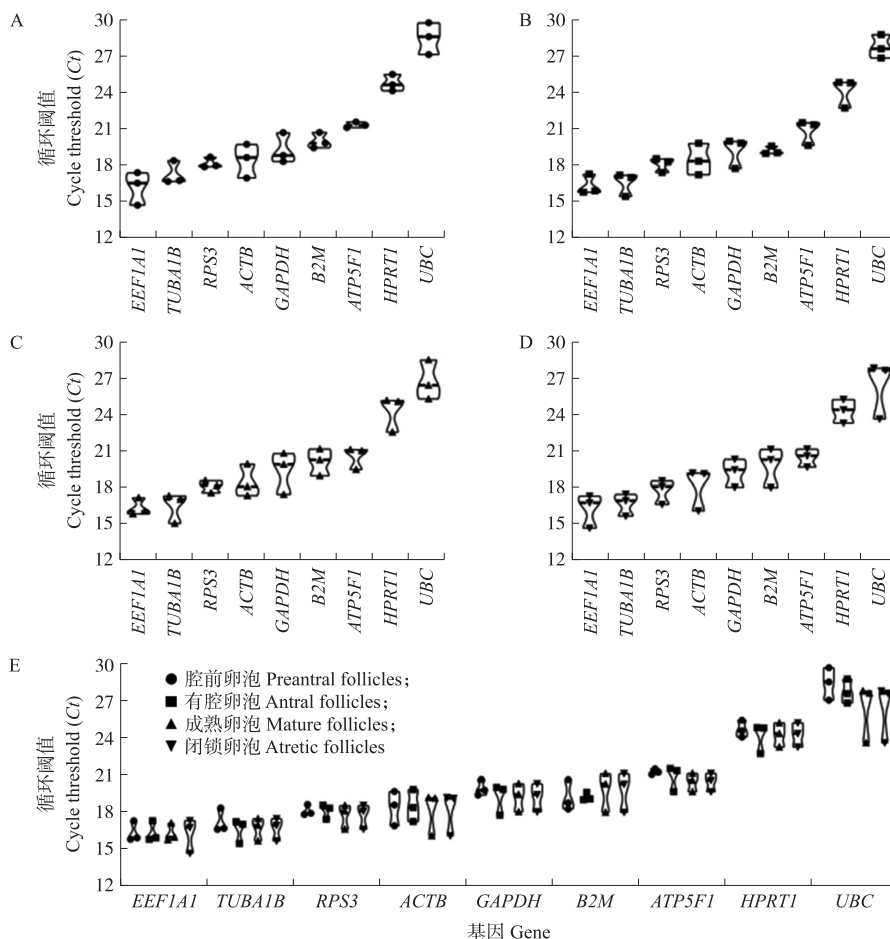 A
循环阈值
Cycle threshold (Ct)
30
27
24
21
18
15
12
EEF1A1
TUBA1B
RPS3
ACTB
GAPDH
B2M
ATP5F1
HPRT1
UBC
B
30
27
24
21
18
15
12
EEF1A1
TUBA1B
RPS3
ACTB
GAPDH
B2M
ATP5F1
HPRT1
UBC
C
循环阈值
Cycle threshold (Ct)
30
27
24
21
18
15
12
EEF1A1
TUBA1B
RPS3
ACTB
GAPDH
B2M
ATP5F1
HPRT1
UBC
D
30
27
24
21
18
15
12
EEF1A1
TUBA1B
RPS3
ACTB
GAPDH
B2M
ATP5F1
HPRT1
UBC
E
循环阈值
Cycle threshold (Ct)
30
27
24
21
18
15
12
腔前卵泡 Preantral follicles；
有腔卵泡 Antral follicles；
成熟卵泡 Mature follicles；
闭锁卵泡 Atretic follicles
EEF1A1 TUBA1B RPS3 ACTB GAPDH B2M ATP5F1 HPRT1 UBC
基因 Gene